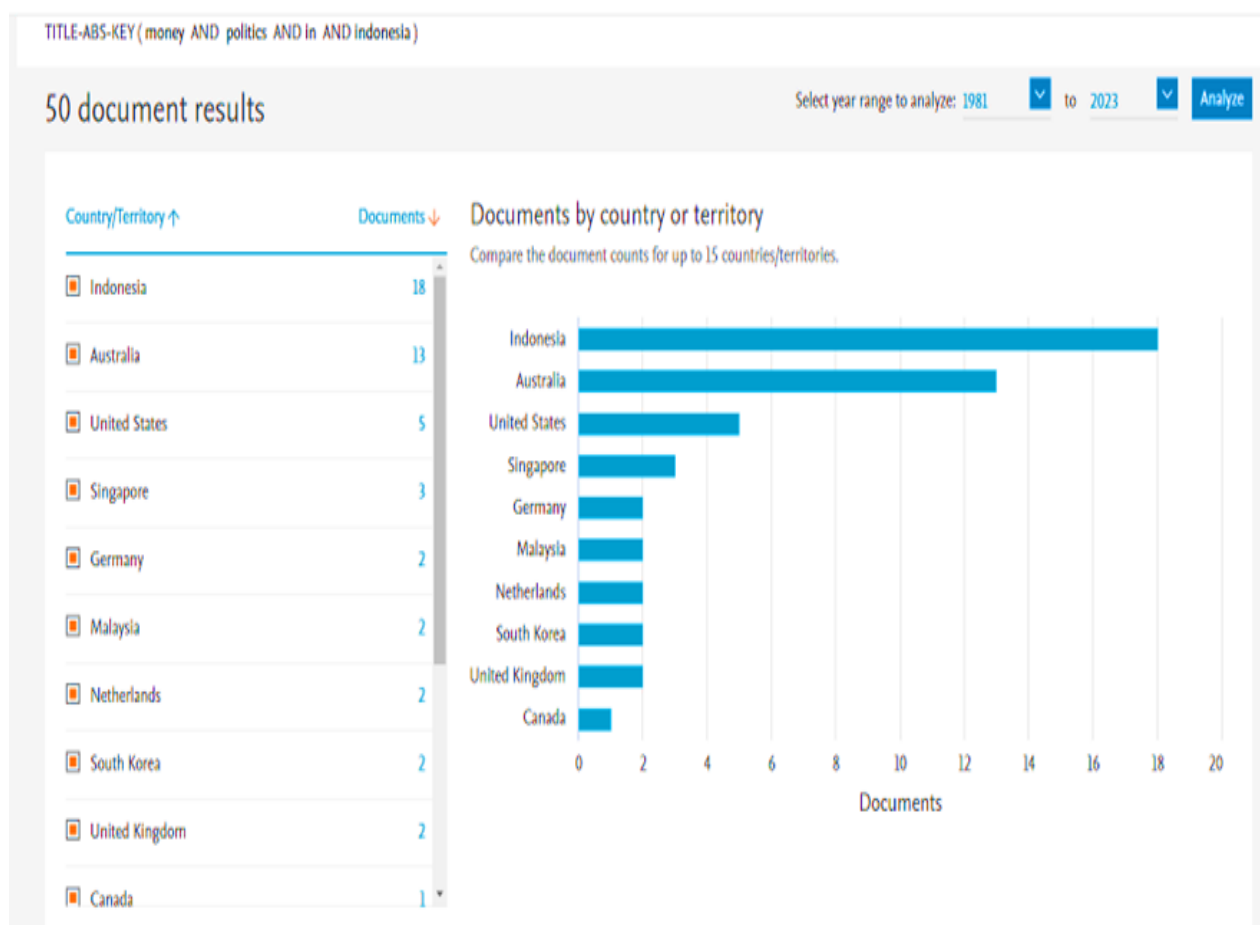 TITLE-ABS-KEY ( money AND politics AND in AND indonesia )
50 document results
Select year range to analyze: 1981 to 2023 Analyze
Country/Territory ↑ Documents ↓
Indonesia 18
Australia 13
United States 5
Singapore 3
Germany 2
Malaysia 2
Netherlands 2
South Korea 2
United Kingdom 2
Canada 1
Documents by country or territory
Compare the document counts for up to 15 countries/territories.
Indonesia
Australia
United States
Singapore
Germany
Malaysia
Netherlands
South Korea
United Kingdom
Canada
0 2 4 6 8 10 12 14 16 18 20
Documents